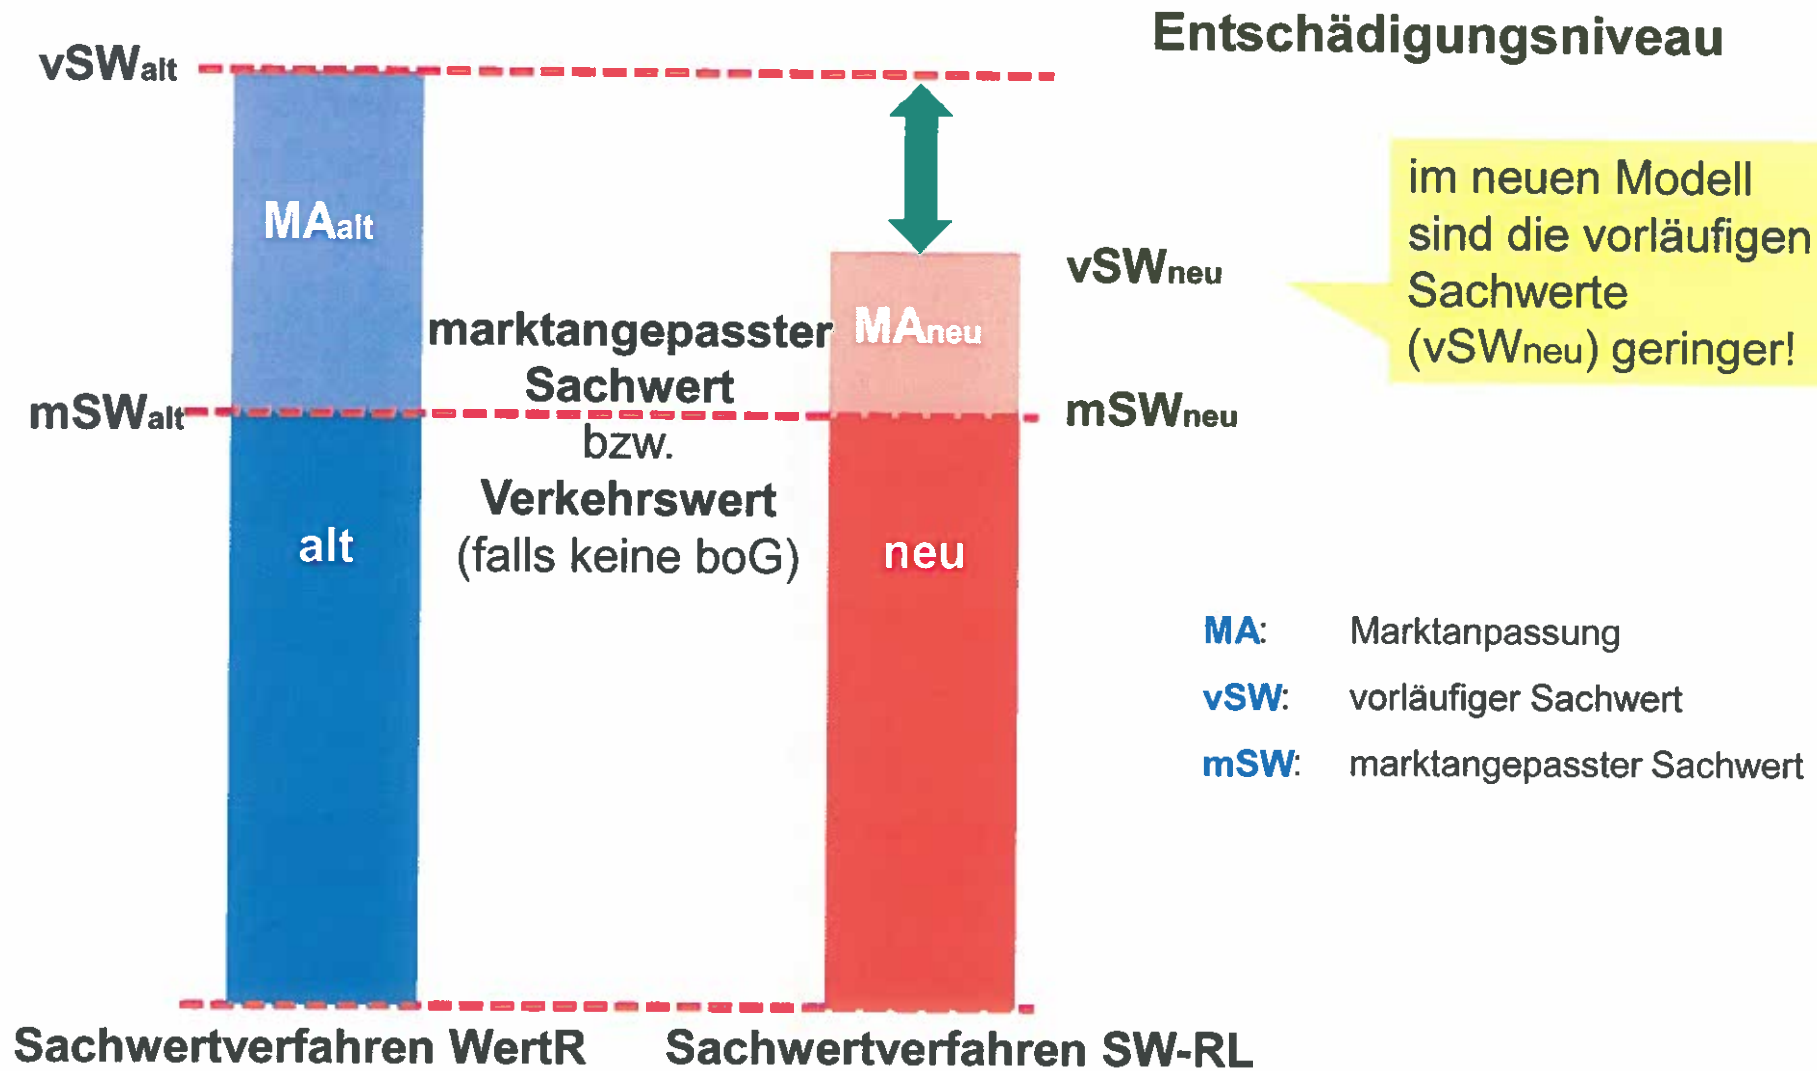 Entschädigungsniveau
vSWalt
MAalt
im neuen Modell
sind die vorläufigen
Sachwerte
(vSWneu) geringer!
vSWneu
marktangepasster
Sachwert
bzw.
Verkehrswert
(falls keine boG)
MAneu
mSWalt
mSWneu
alt
neu
MA: Marktanpassung
vSW: vorläufiger Sachwert
mSW: marktangepasster Sachwert
Sachwertverfahren WertR
Sachwertverfahren SW-RL